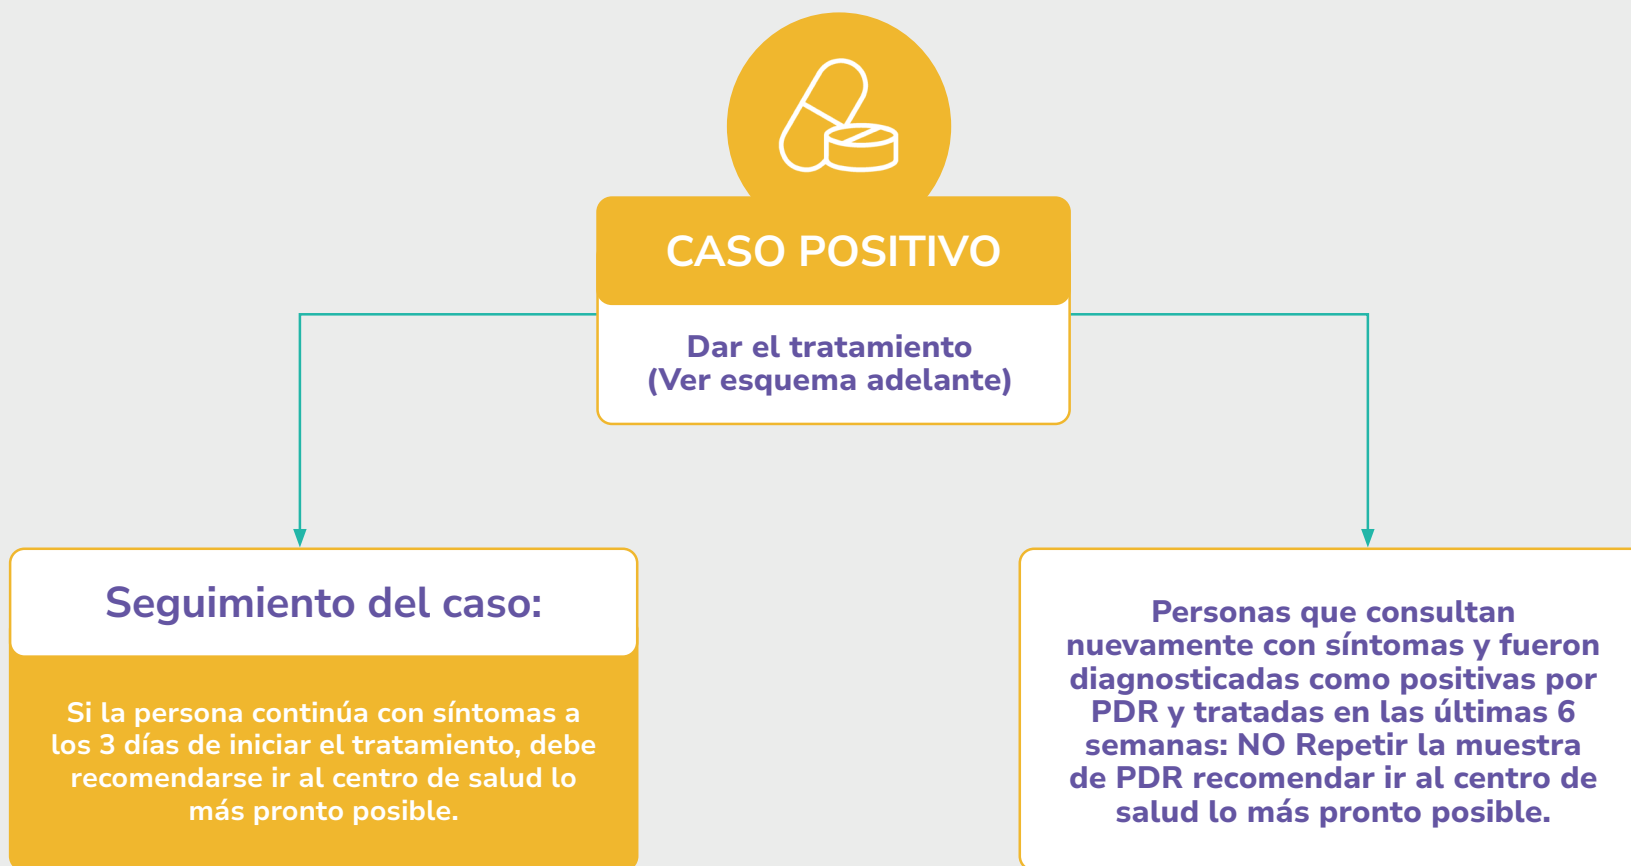 CASO POSITIVO
Dar el tratamiento
(Ver esquema adelante)
Seguimiento del caso:
Si la persona continúa con síntomas a
los 3 días de iniciar el tratamiento, debe
recomendarse ir al centro de salud lo
más pronto posible.
Personas que consultan
nuevamente con síntomas y fueron
diagnosticadas como positivas por
PDR y tratadas en las últimas 6
semanas: NO Repetir la muestra
de PDR recomendar ir al centro de
salud lo más pronto posible.